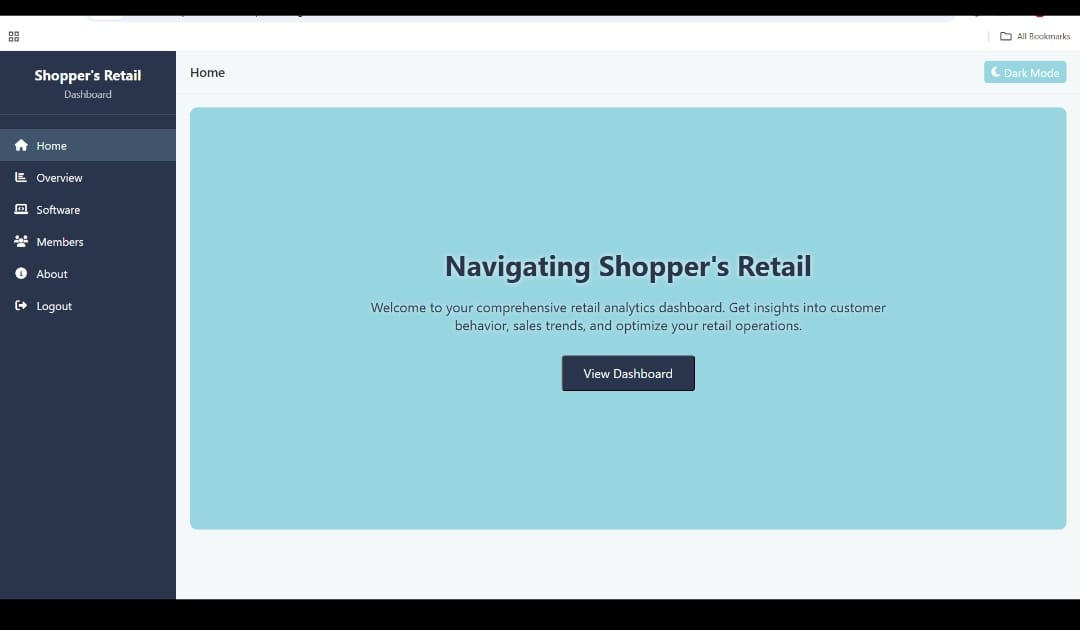 All Bookmarks
Shopper's Retail
Dashboard
Home
Overview
Software
Members
About
Logout
Home
Dark Mode
Navigating Shopper's Retail
Welcome to your comprehensive retail analytics dashboard. Get insights into customer
behavior, sales trends, and optimize your retail operations.
View Dashboard